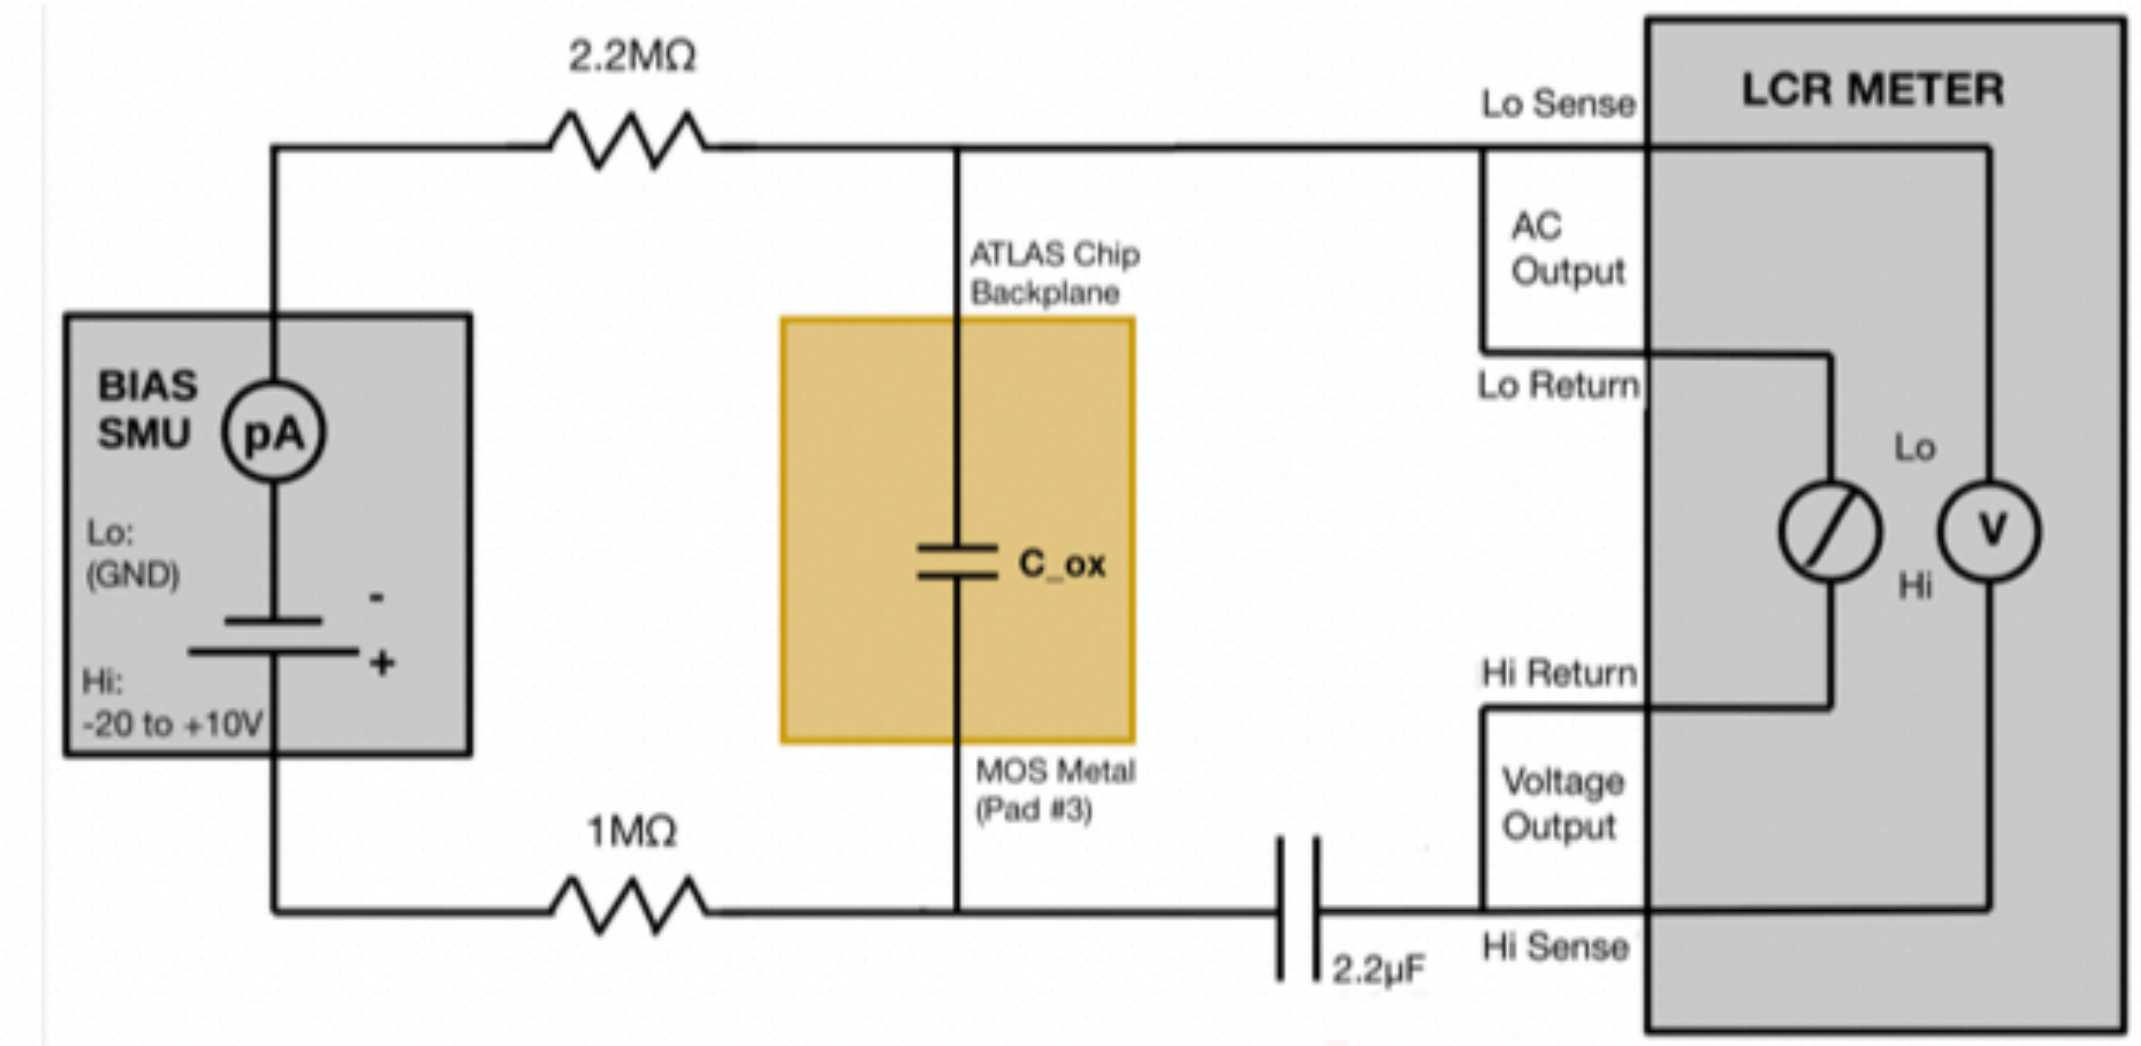 2.2MΩ
Lo Sense
LCR METER
AC
Output
ATLAS Chip
Backplane
BIAS
SMU
pA
Lo Return
Lo
Lo:
(GND)
C_ox
V
Hi
-
+
Hi:
-20 to +10V
Hi Return
MOS Metal
(Pad #3)
Voltage
Output
1MΩ
Hi Sense
2.2µF